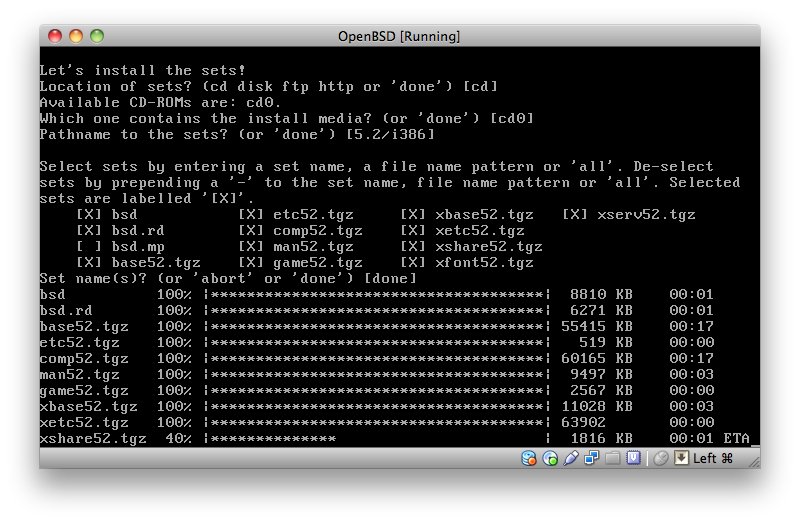 OpenBSD [Running]
Let's install the sets!
Location of sets? (cd disk ftp http or 'done') [cd]
Available CD-ROMs are: cd0.
Which one contains the install media? (or 'done') [cd0]
Pathname to the sets? (or 'done') [5.2/i386]
Select sets by entering a set name, a file name pattern or 'all'. De-select
sets by prepending a '-' to the set name, file name pattern or 'all'. Selected
sets are labelled '[X]'.
[X] bsd [X] etc52.tgz [X] xbase52.tgz [X] xserv52.tgz
[X] bsd.rd [X] comp52.tgz [X] xetc52.tgz
[ ] bsd.mp [X] man52.tgz [X] xshare52.tgz
[X] base52.tgz [X] game52.tgz [X] xfont52.tgz
Set name(s)? (or 'abort' or 'done') [done]
bsd 100% |*************************************| 8810 KB 00:01
bsd.rd 100% |*************************************| 6271 KB 00:01
base52.tgz 100% |*************************************| 55415 KB 00:17
etc52.tgz 100% |*************************************| 519 KB 00:00
comp52.tgz 100% |*************************************| 60165 KB 00:17
man52.tgz 100% |*************************************| 9497 KB 00:03
game52.tgz 100% |*************************************| 2567 KB 00:00
xbase52.tgz 100% |*************************************| 11028 KB 00:03
xetc52.tgz 100% |*************************************| 63902 00:00
xshare52.tgz 40% |************** | 1816 KB 00:01 ETA
Left ⌘